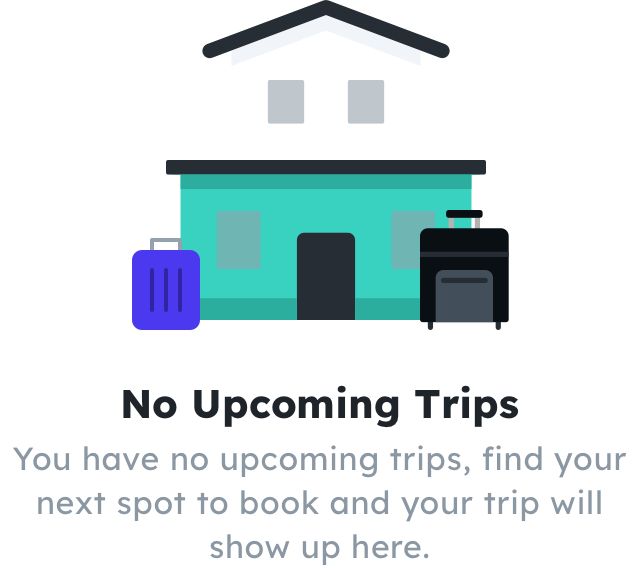 No Upcoming Trips
You have no upcoming trips, find your
next spot to book and your trip will
show up here.